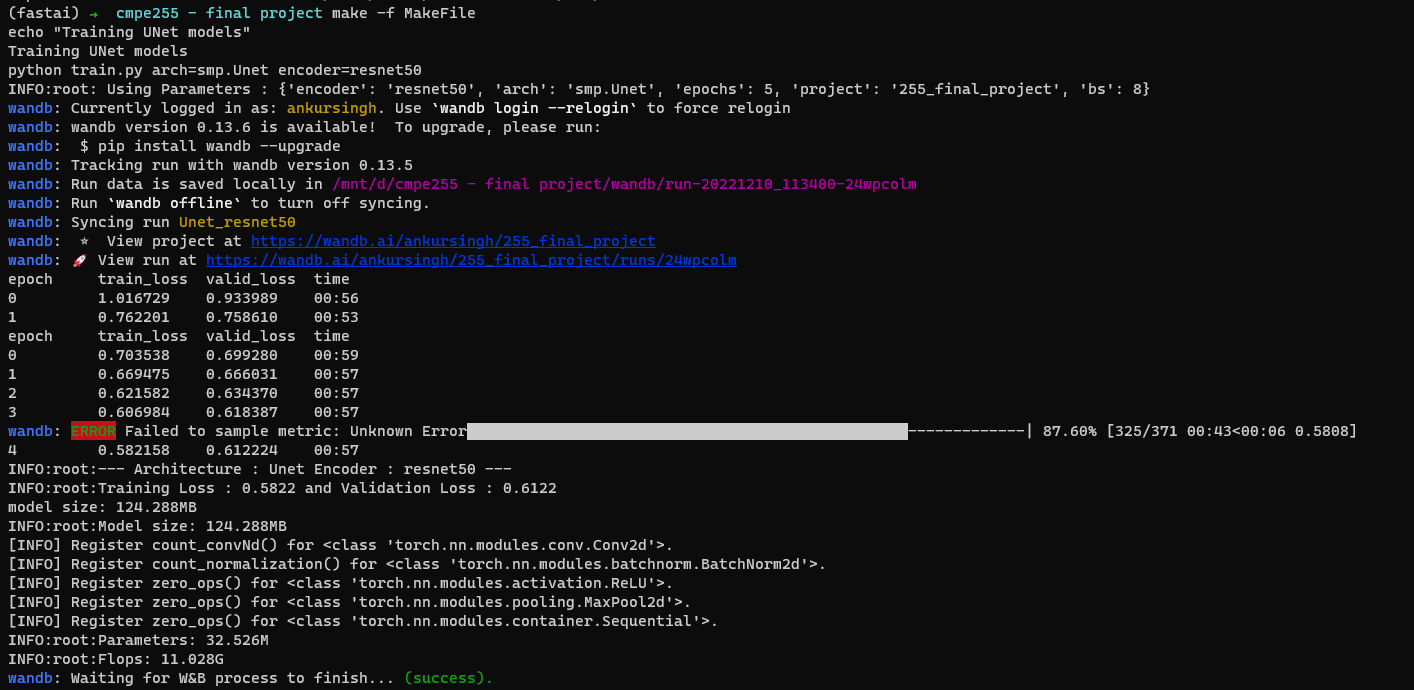 (fastai) → cmpe255 - final project make -f MakeFile
echo "Training UNet models"
Training UNet models
python train.py arch=smp.Unet encoder=resnet50
INFO:root: Using Parameters : {'encoder': 'resnet50', 'arch': 'smp.Unet', 'epochs': 5, 'project': '255_final_project', 'bs': 8}
wandb: Currently logged in as: ankursingh. Use `wandb login --relogin` to force relogin
wandb: wandb version 0.13.6 is available!  To upgrade, please run:
wandb:  $ pip install wandb --upgrade
wandb: Tracking run with wandb version 0.13.5
wandb: Run data is saved locally in /mnt/d/cmpe255 - final project/wandb/run-20221210_113400-24wpcolm
wandb: Run `wandb offline` to turn off syncing.
wandb: Syncing run Unet_resnet50
wandb: ⭐ View project at https://wandb.ai/ankursingh/255_final_project
wandb: 🚀 View run at https://wandb.ai/ankursingh/255_final_project/runs/24wpcolm
epoch     train_loss  valid_loss  time
0         1.016729    0.933989    00:56
1         0.762201    0.758610    00:53
epoch     train_loss  valid_loss  time
0         0.703538    0.699280    00:59
1         0.669475    0.666031    00:57
2         0.621582    0.634370    00:57
3         0.606984    0.618387    00:57
wandb: ERROR Failed to sample metric: Unknown Error-------------| 87.60% [325/371 00:43<00:06 0.5808]
4         0.582158    0.612224    00:57
INFO:root:--- Architecture : Unet Encoder : resnet50 ---
INFO:root:Training Loss : 0.5822 and Validation Loss : 0.6122
model size: 124.288MB
INFO:root:Model size: 124.288MB
[INFO] Register count_convNd() for <class 'torch.nn.modules.conv.Conv2d'>.
[INFO] Register count_normalization() for <class 'torch.nn.modules.batchnorm.BatchNorm2d'>.
[INFO] Register zero_ops() for <class 'torch.nn.modules.activation.ReLU'>.
[INFO] Register zero_ops() for <class 'torch.nn.modules.pooling.MaxPool2d'>.
[INFO] Register zero_ops() for <class 'torch.nn.modules.container.Sequential'>.
INFO:root:Parameters: 32.526M
INFO:root:Flops: 11.028G
wandb: Waiting for W&B process to finish... (success).